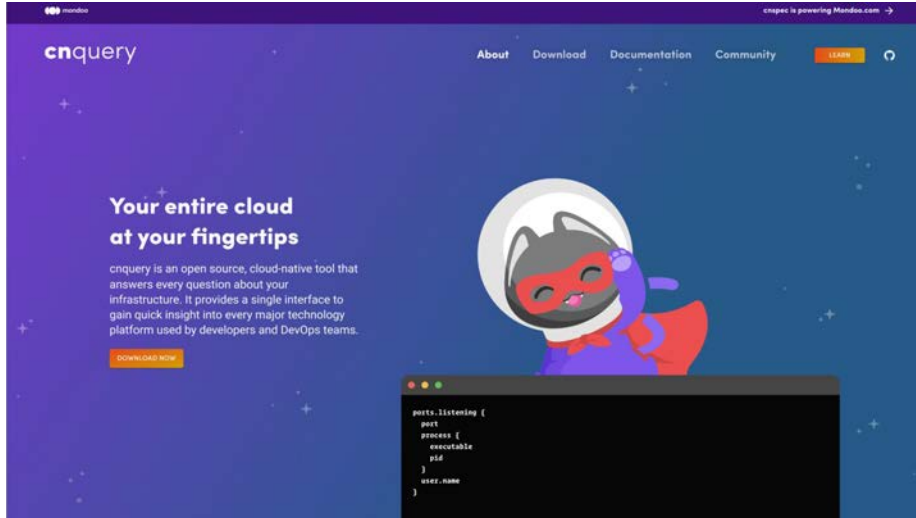 mondoo
cnspec is powering Mondoo.com →
cnquery
About Download Documentation Community LEARN
Your entire cloud
at your fingertips
cnquery is an open source, cloud-native tool that
answers every question about your
infrastructure. It provides a single interface to
gain quick insight into every major technology
platform used by developers and DevOps teams.
DOWNLOAD NOW
ports.listening {
  port
  process {
    executable
    pid
  }
  user.name
}